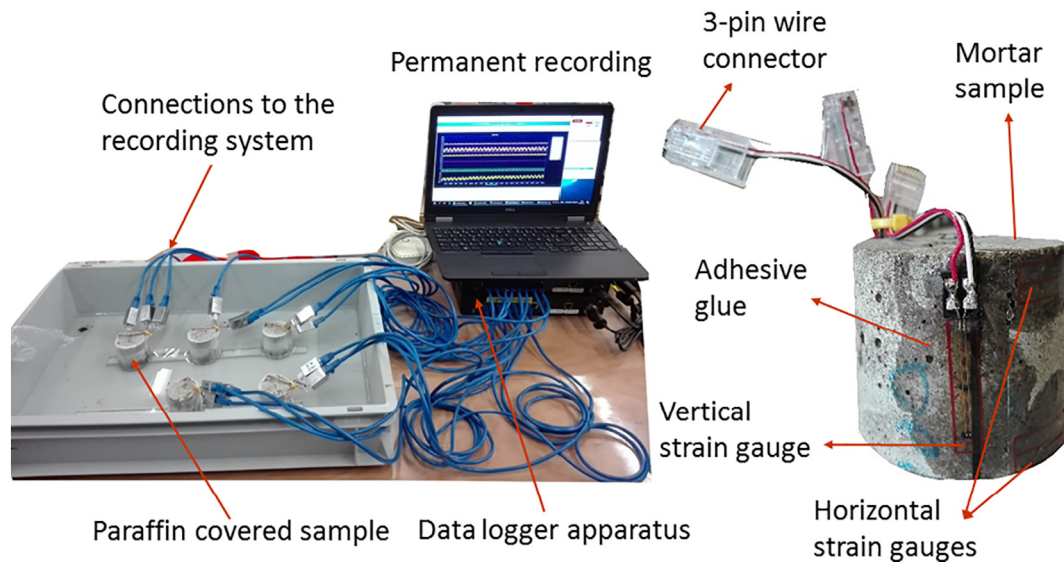 3-pin wire
connector
Mortar
sample
Permanent recording
Connections to the
recording system
Adhesive
glue
Vertical
strain gauge
Paraffin covered sample
Data logger apparatus
Horizontal
strain gauges
DELL